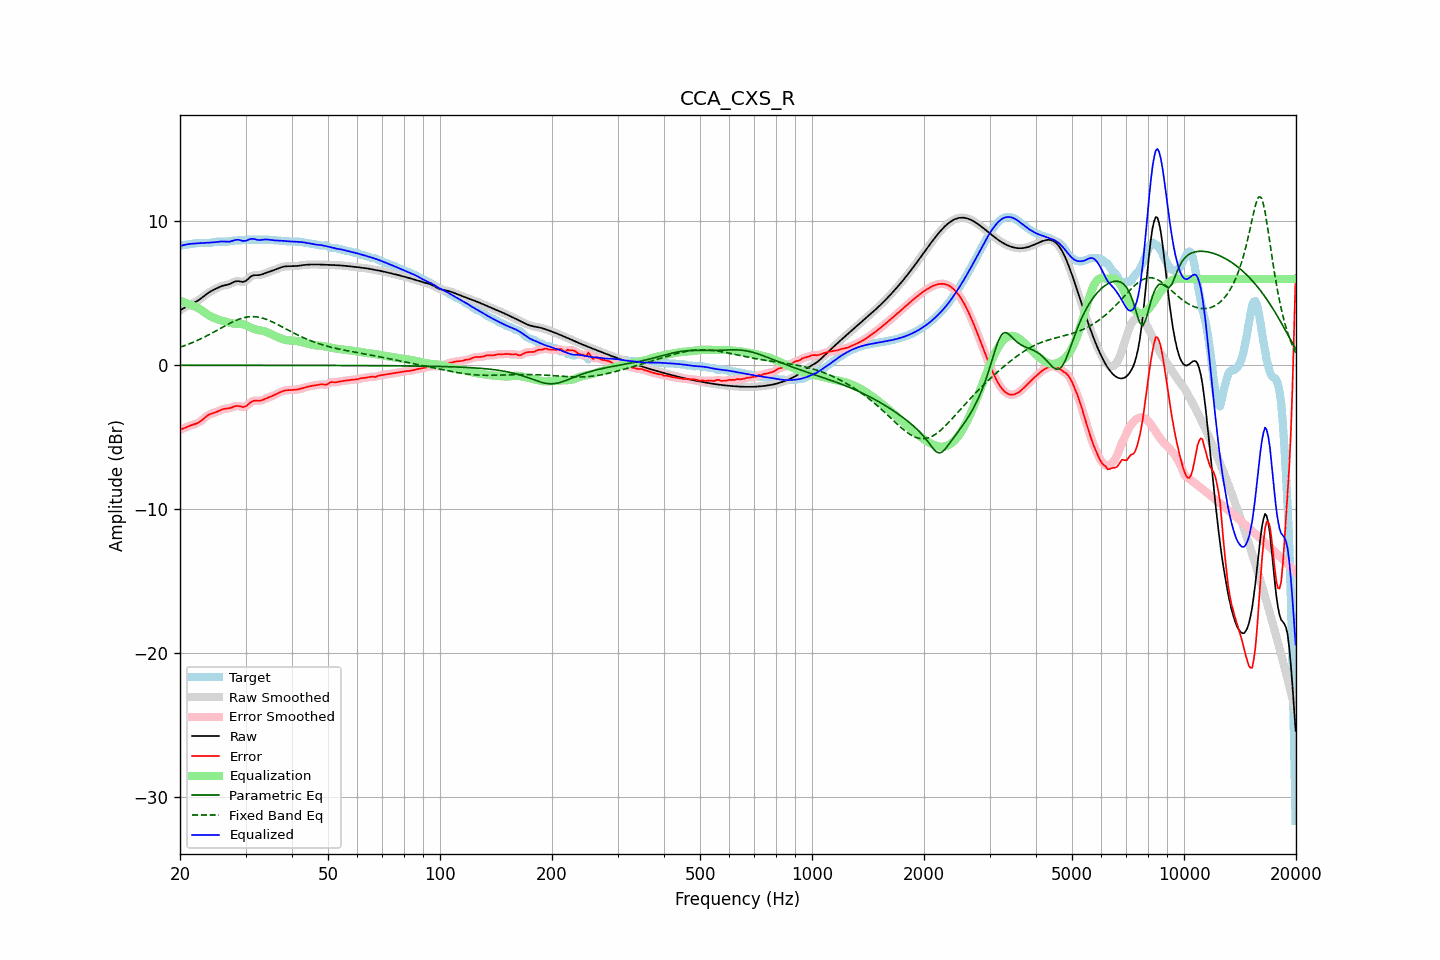 CCA_CXS_R
Amplitude (dBr)
10
0
−10
−20
−30
Target
Raw Smoothed
Error Smoothed
Raw
Error
Equalization
Parametric Eq
Fixed Band Eq
Equalized
20 50 100 200 500 1000 2000 5000 10000 20000
Frequency (Hz)